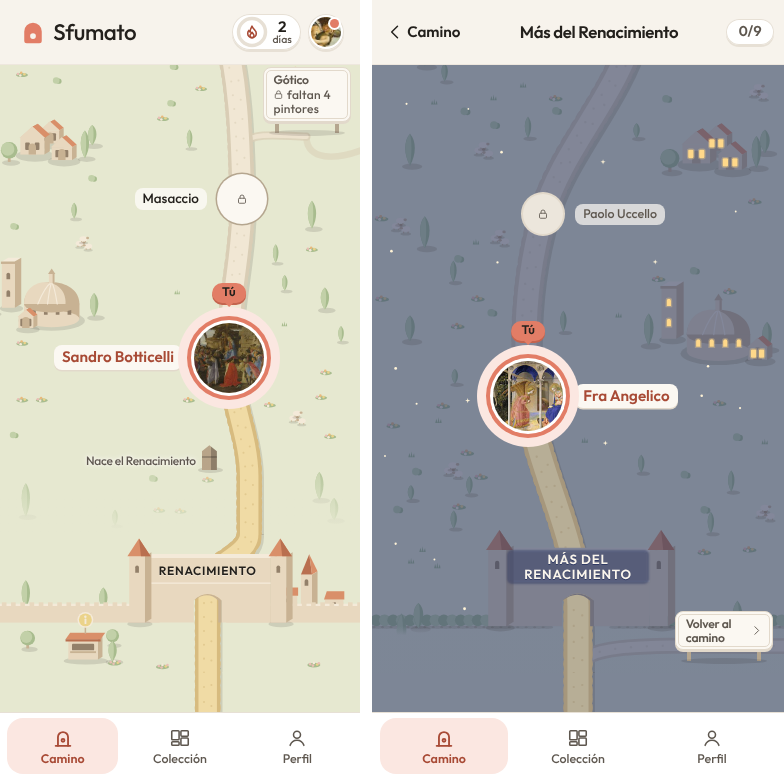 Sfumato
2
días
Gótico
faltan 4
pintores
Masaccio
Tú
Sandro Botticelli
Nace el Renacimiento
RENACIMIENTO
Camino
Colección
Perfil
Camino
Más del Renacimiento
0/9
Paolo Uccello
Tú
Fra Angelico
MÁS DEL
RENACIMIENTO
Volver al
camino
Camino
Colección
Perfil